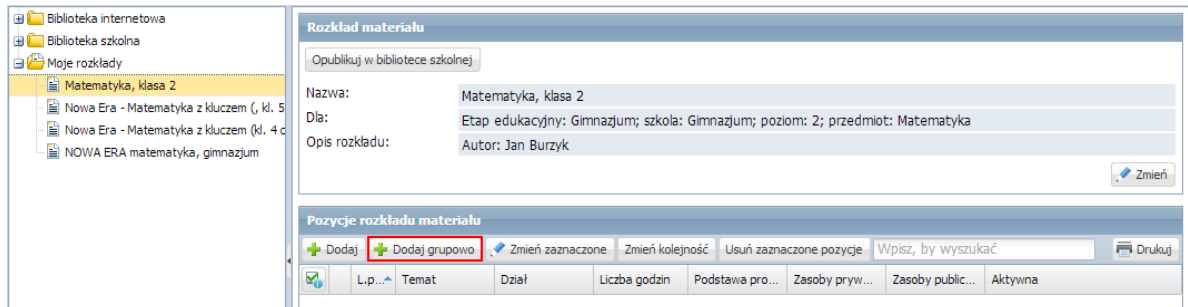 Biblioteka internetowa
Biblioteka szkolna
Moje rozkłady
Matematyka, klasa 2
Nowa Era - Matematyka z kluczem (, kl. 5
Nowa Era - Matematyka z kluczem (kl. 4 c
NOWA ERA matematyka, gimnazjum
Rozkład materiału
Opublikuj w bibliotece szkolnej
Nazwa: Matematyka, klasa 2
Dla: Etap edukacyjny: Gimnazjum; szkola: Gimnazjum; poziom: 2; przedmiot: Matematyka
Opis rozkładu: Autor: Jan Burzyk
Zmień
Pozycje rozkładu materiału
Dodaj Dodaj grupowo Zmień zaznaczone Zmień kolejność Usuń zaznaczone pozycje Wpisz, by wyszukać Drukuj
L.p... Temat Dział Liczba godzin Podstawa pro... Zasoby pryw... Zasoby public... Aktywna